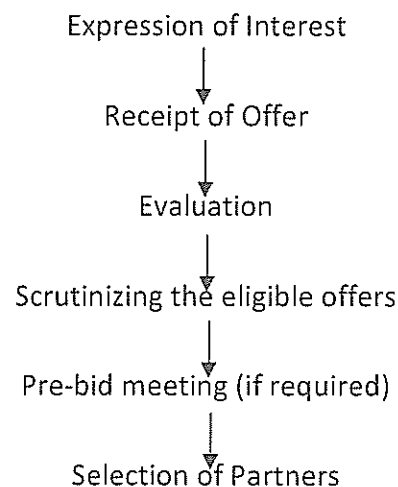 Expression of Interest
Receipt of Offer
Evaluation
Scrutinizing the eligible offers
Pre-bid meeting (if required)
Selection of Partners